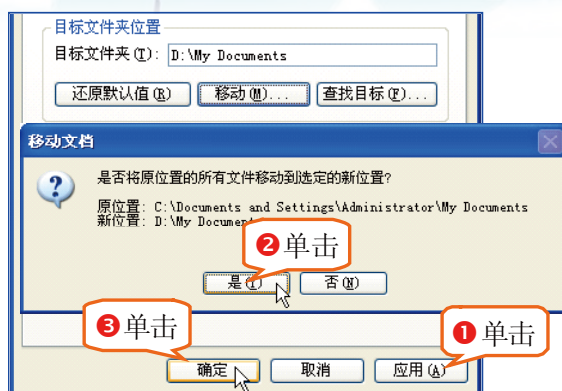 目标文件夹位置
目标文件夹(T): D:\My Documents
还原默认值(R) 移动(M)... 查找目标(F)...
移动文档
是否将原位置的所有文件移动到选定的新位置?
原位置: C:\Documents and Settings\Administrator\My Documents
新位置: D:\My Document
❷单击
是(Y) 否(N)
❸单击
❶单击
确定 取消 应用(A)